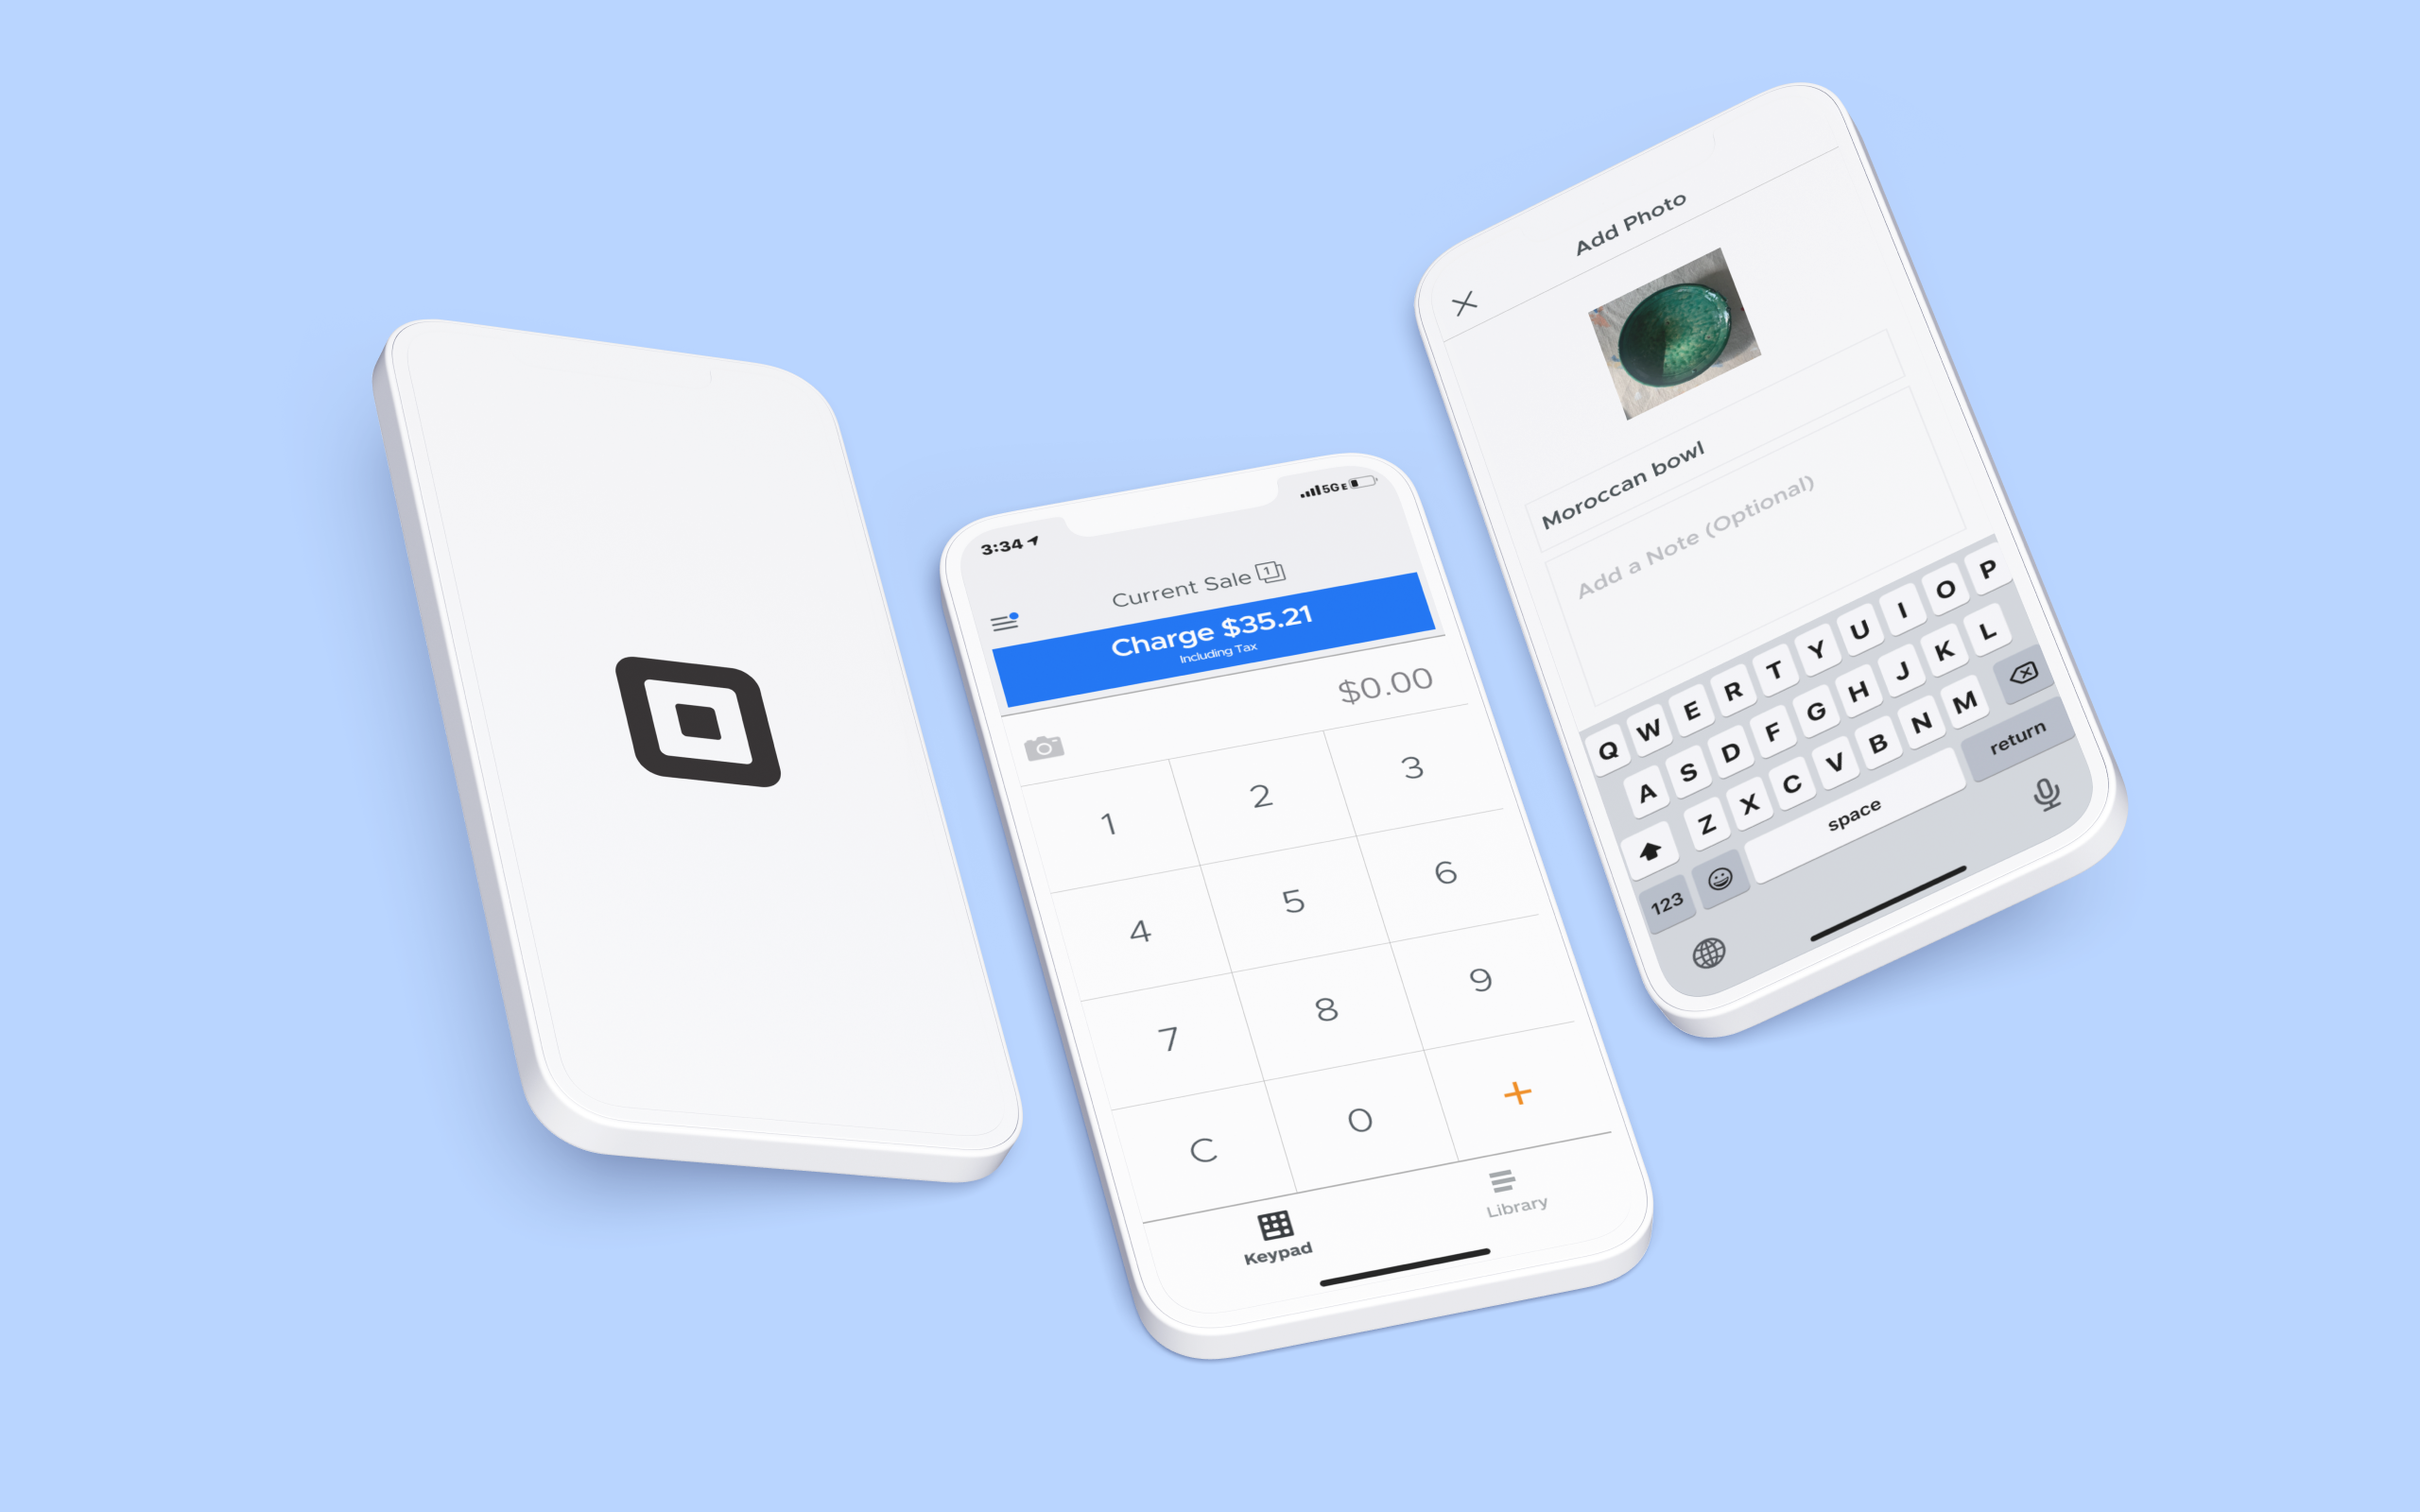 3:34
5GE
Current Sale 1
Charge $35.21
Including Tax
$0.00
1 2 3
4 5 6
7 8 9
C 0 +
Keypad Library
Add Photo
Moroccan bowl
Add a Note (Optional)
Q W E R T Y U I O P
A S D F G H J K L
Z X C V B N M
123 space return